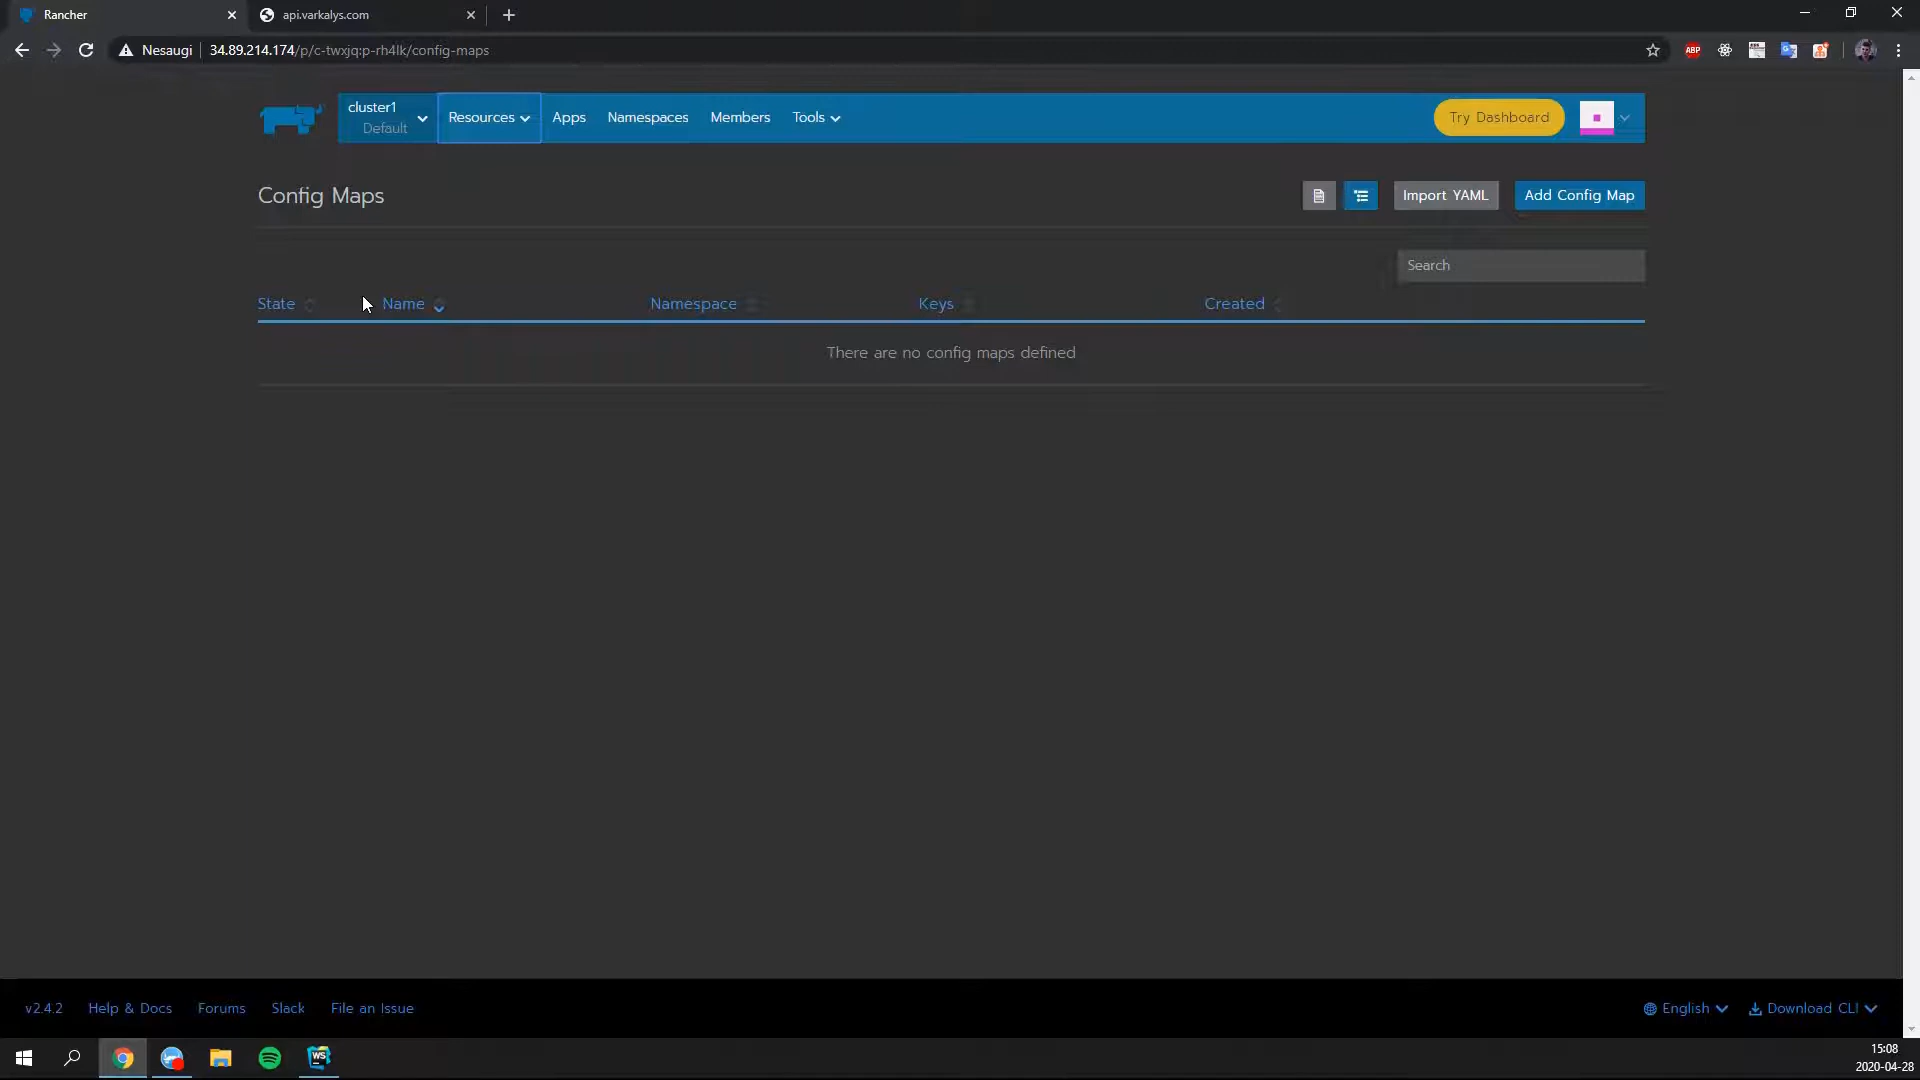 Rancher
api.varkalys.com
Nesaugi
34.89.214.174/p/c-twxjq:p-rh4lk/config-maps
ABP
cluster1
Default
Resources
Apps
Namespaces
Members
Tools
Try Dashboard
Config Maps
Import YAML
Add Config Map
Search
State
Name
Namespace
Keys
Created
There are no config maps defined
v2.4.2
Help & Docs
Forums
Slack
File an Issue
English
Download CLI
WS
15:08
2020-04-28